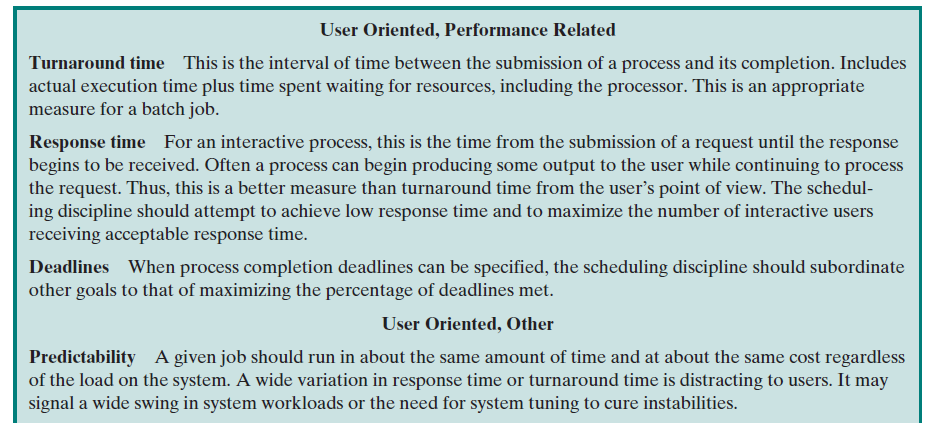 User Oriented, Performance Related
Turnaround time This is the interval of time between the submission of a process and its completion. Includes
actual execution time plus time spent waiting for resources, including the processor. This is an appropriate
measure for a batch job.
Response time For an interactive process, this is the time from the submission of a request until the response
begins to be received. Often a process can begin producing some output to the user while continuing to process
the request. Thus, this is a better measure than turnaround time from the user’s point of view. The schedul-
ing discipline should attempt to achieve low response time and to maximize the number of interactive users
receiving acceptable response time.
Deadlines When process completion deadlines can be specified, the scheduling discipline should subordinate
other goals to that of maximizing the percentage of deadlines met.
User Oriented, Other
Predictability A given job should run in about the same amount of time and at about the same cost regardless
of the load on the system. A wide variation in response time or turnaround time is distracting to users. It may
signal a wide swing in system workloads or the need for system tuning to cure instabilities.